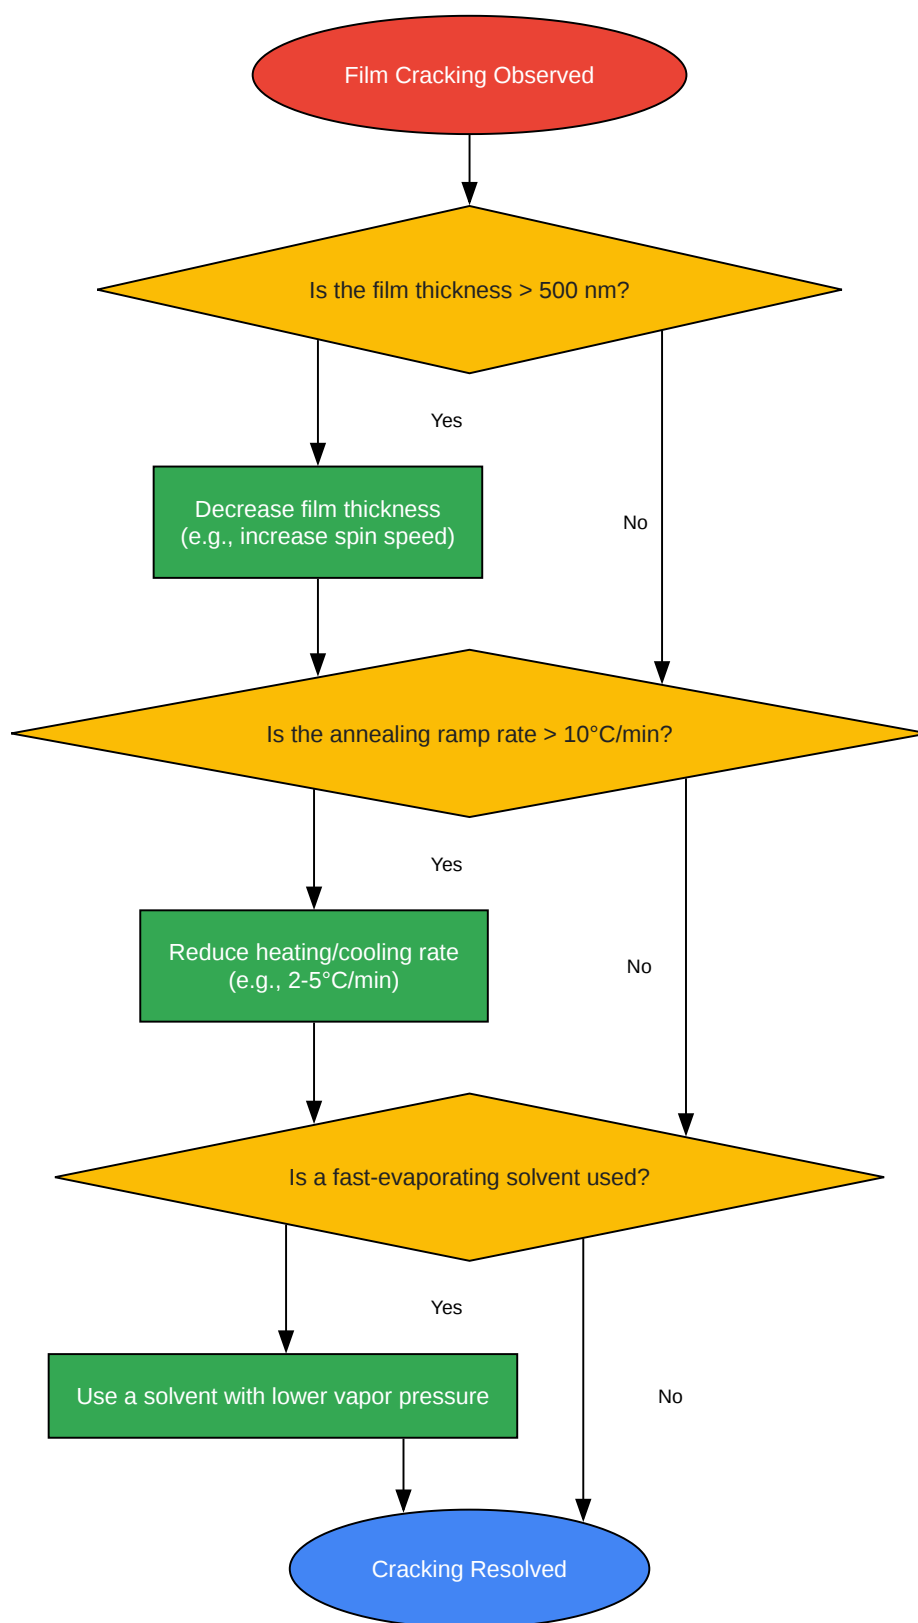 Film Cracking Observed
Is the film thickness > 500 nm?
Yes
Decrease film thickness
(e.g., increase spin speed)
No
Is the annealing ramp rate > 10°C/min?
Yes
Reduce heating/cooling rate
(e.g., 2-5°C/min)
No
Is a fast-evaporating solvent used?
Yes
Use a solvent with lower vapor pressure
No
Cracking Resolved